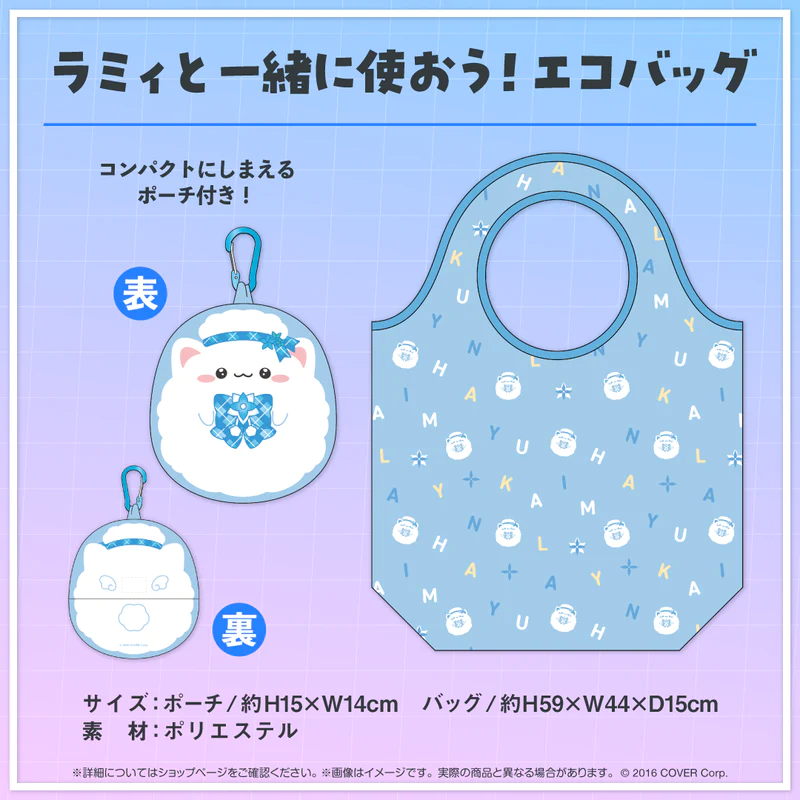 ラミィと一緒に使おう！エコバッグ
コンパクトにしまえる
ポーチ付き！
表
裏
サイズ：ポーチ/約H15×W14cm　バッグ/約H59×W44×D15cm
素　材：ポリエステル
※詳細についてはショップページをご確認ください。※画像はイメージです。実際の商品と異なる場合があります。© 2016 COVER Corp.